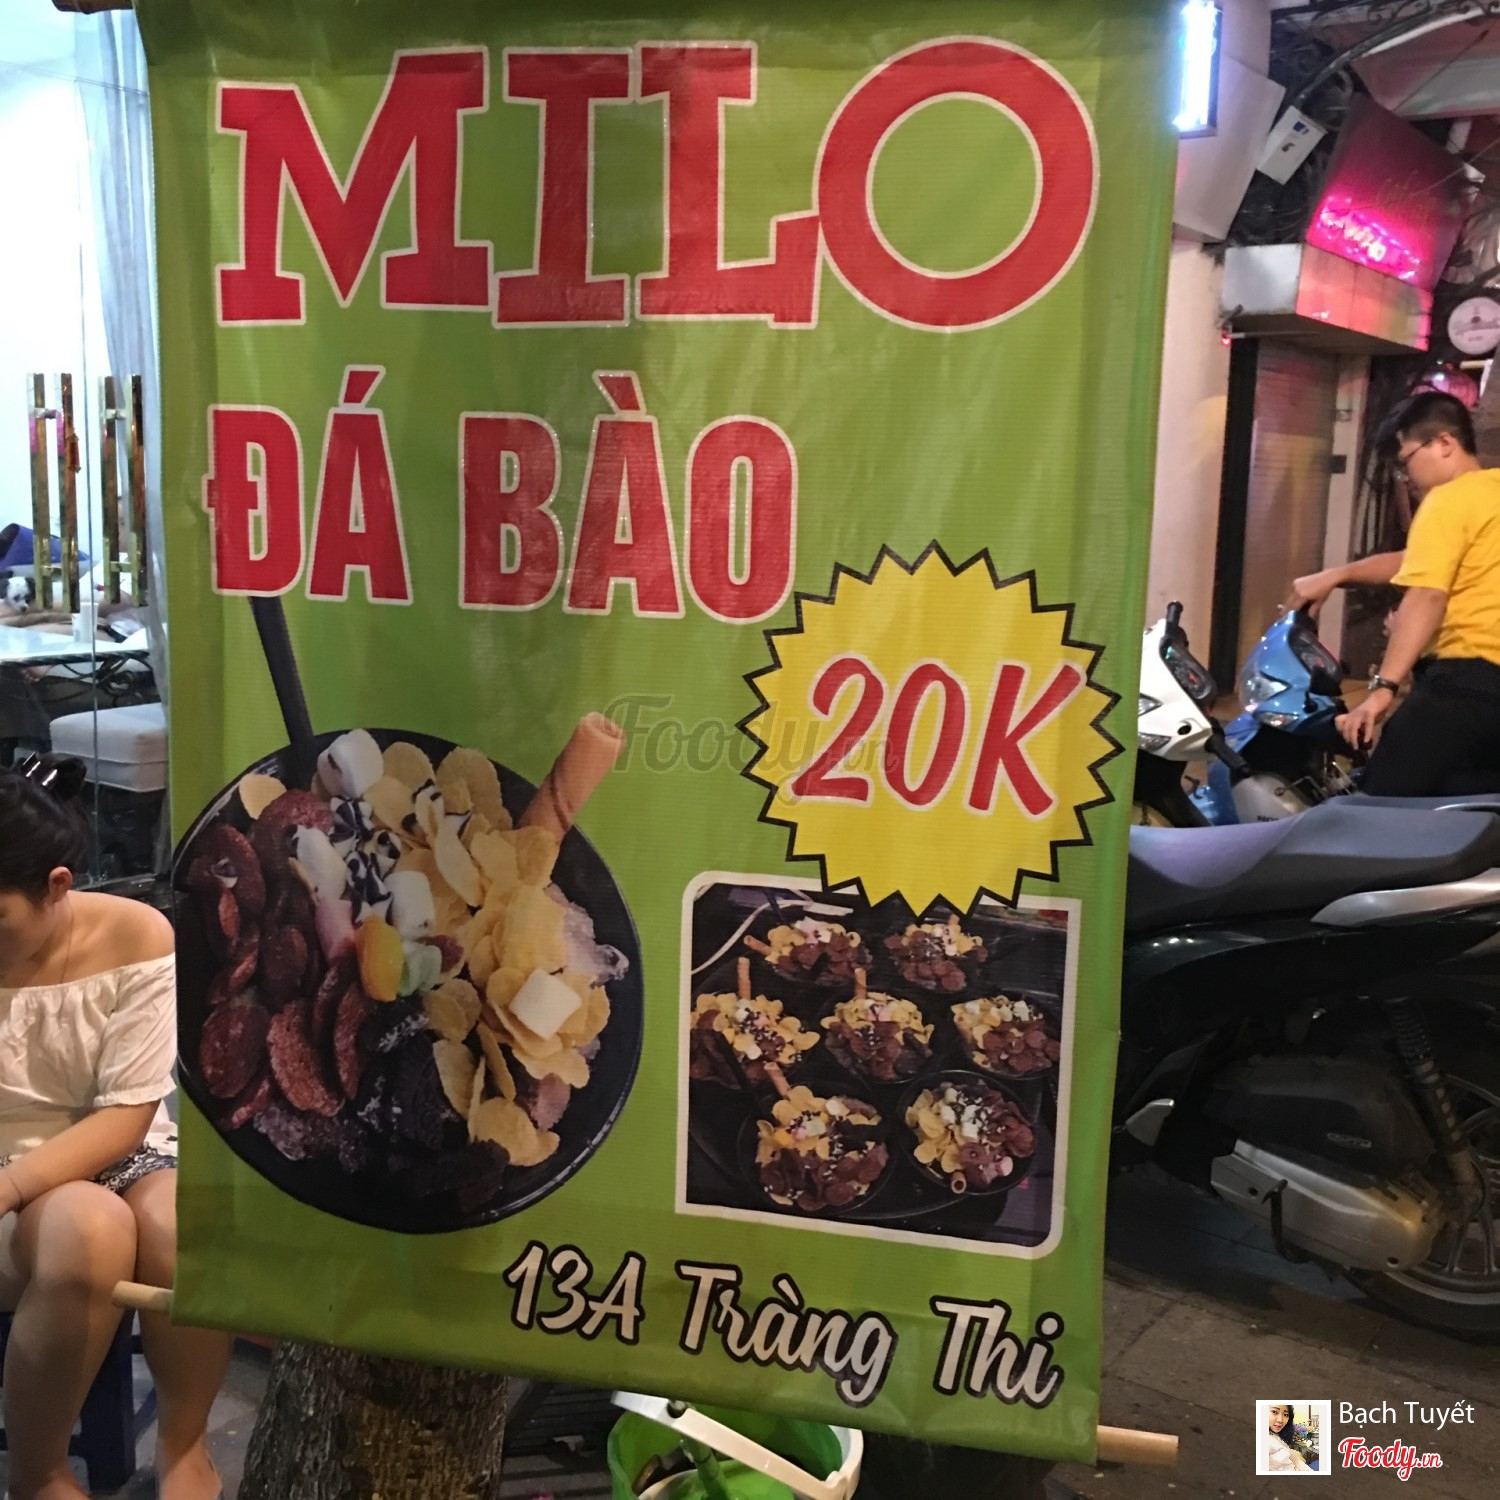 MILO
ĐÁ BÀO
20K
Foody.vn
13A Tràng Thi
Bạch Tuyết
Foody.vn